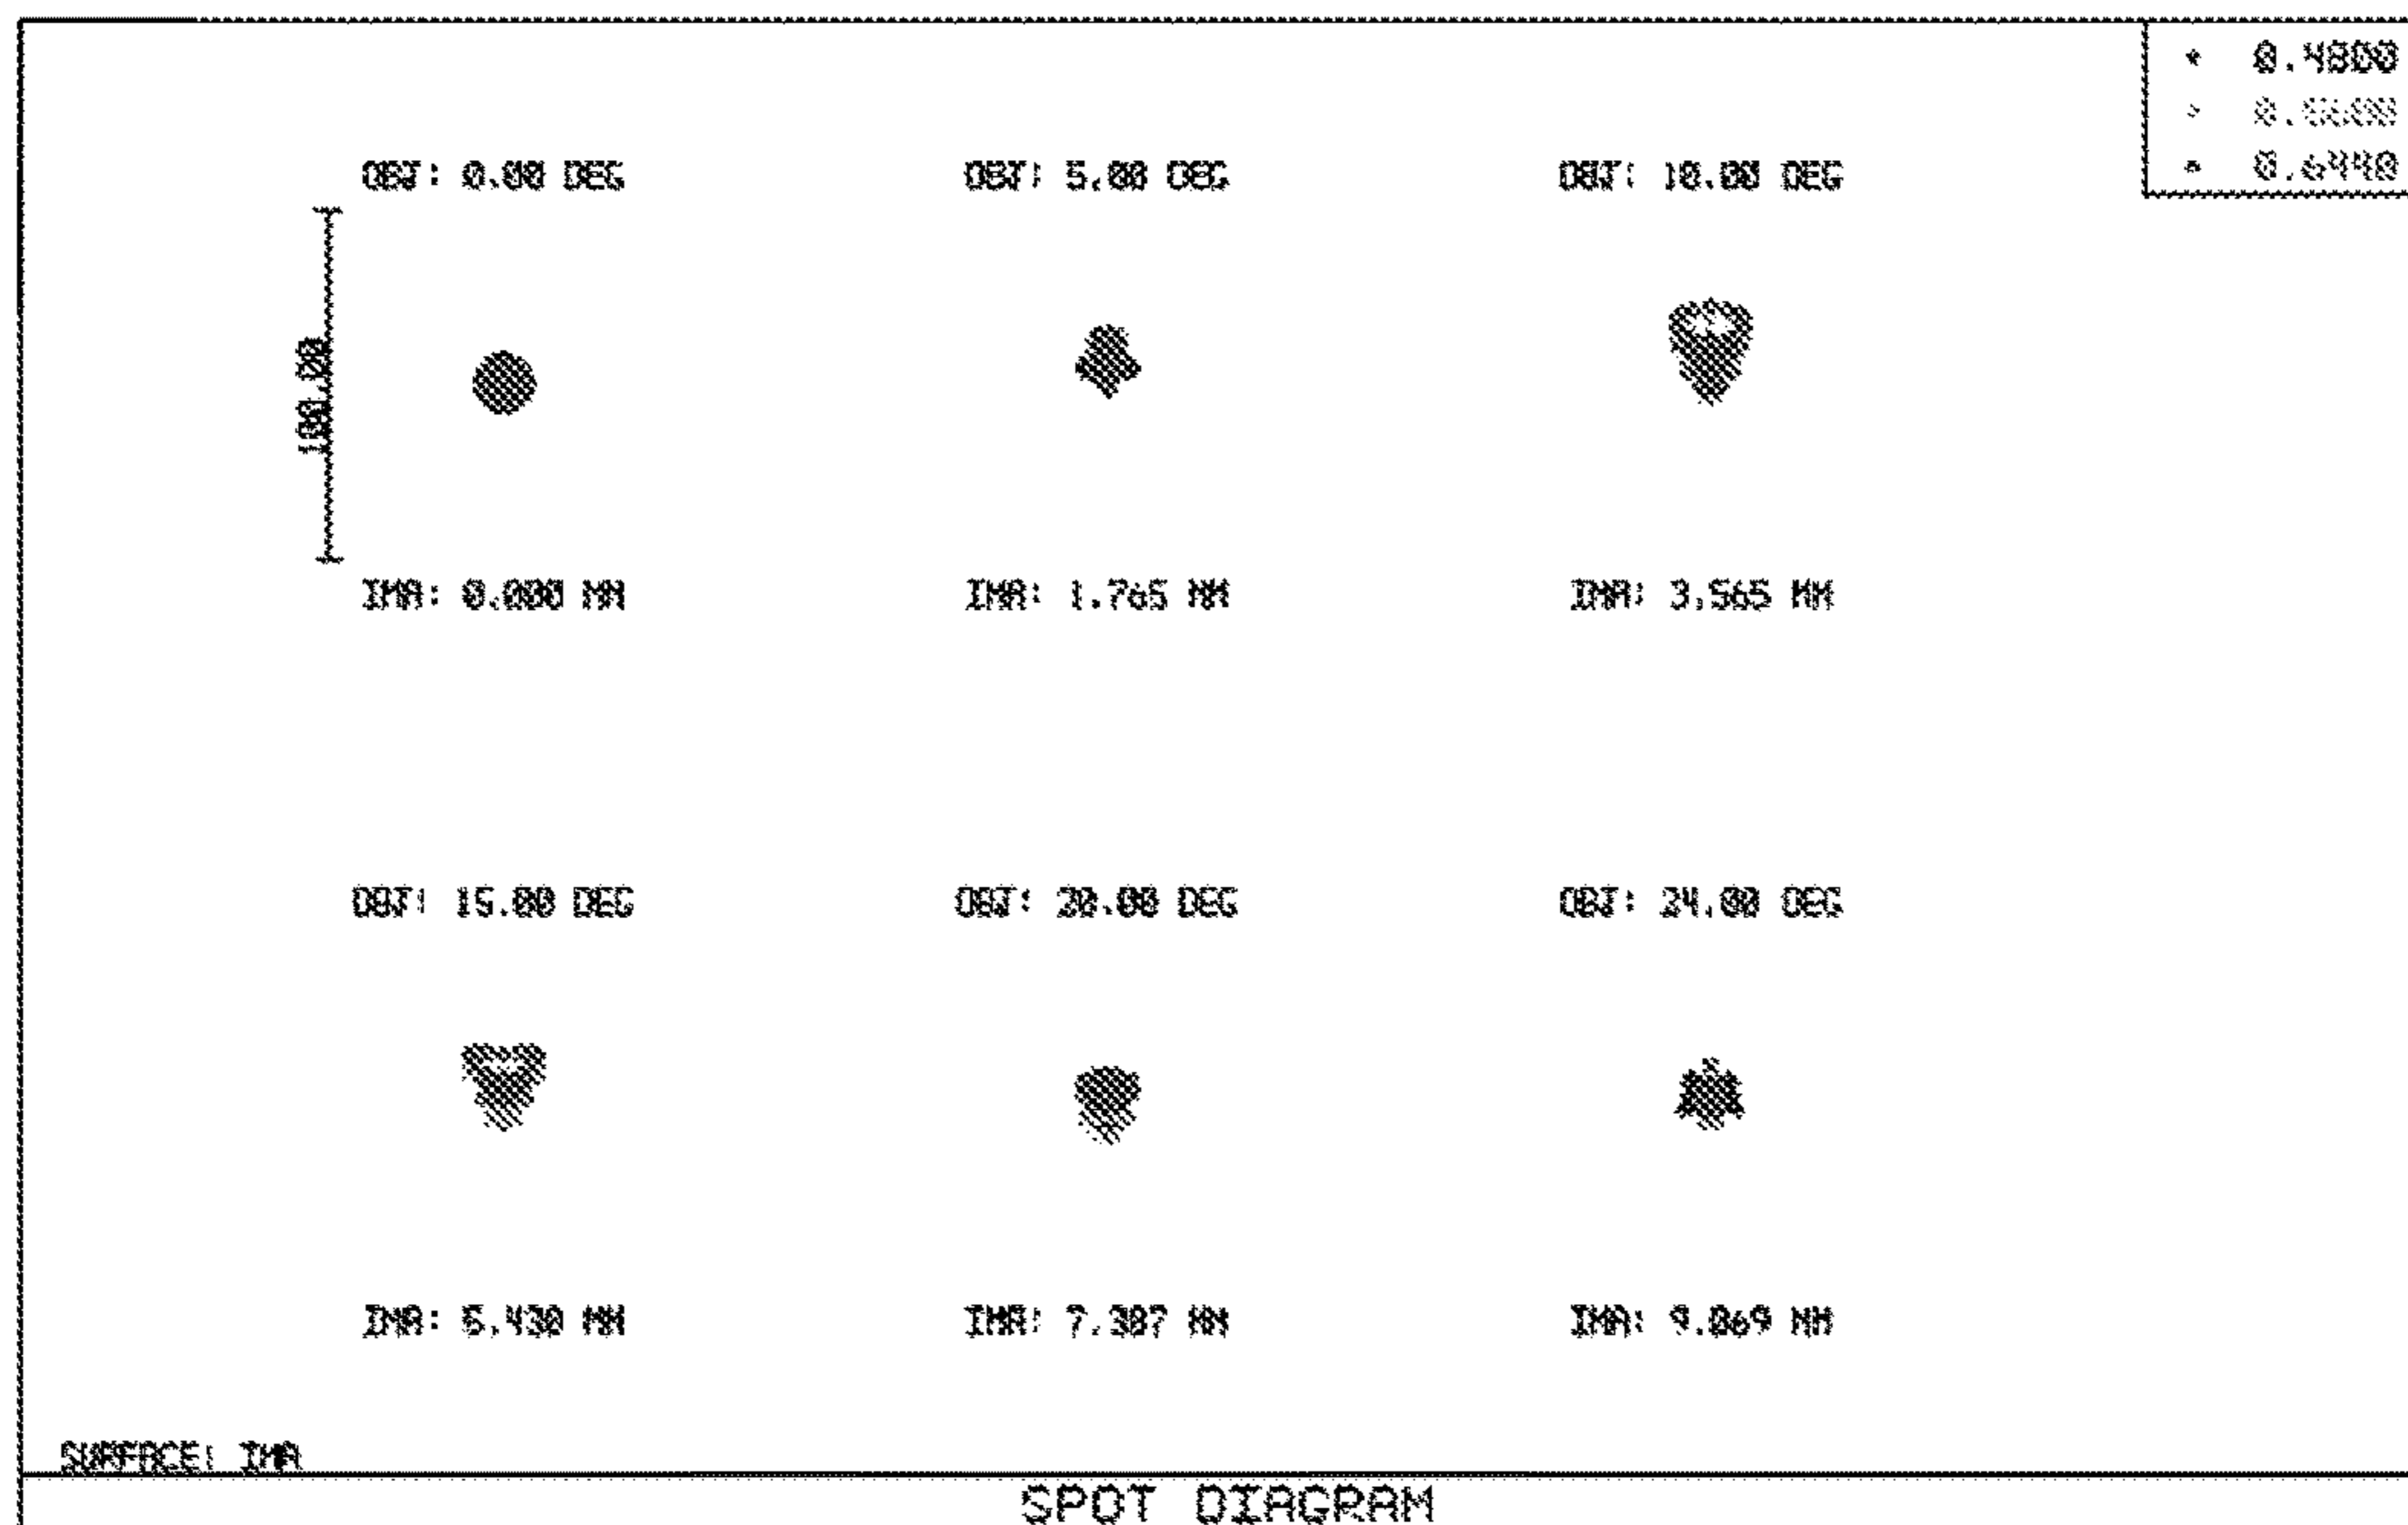 0.4800
0.6440
OBJ: 0.00 DEG
OBJ: 5.00 DEG
OBJ: 10.00 DEG
100.00
IMA: 0.000 MM
IMA: 1.765 MM
IMA: 3.565 MM
OBJ: 15.00 DEG
OBJ: 20.00 DEG
OBJ: 24.00 DEG
IMA: 5.430 MM
IMA: 7.387 MM
IMA: 9.069 MM
SURFACE: IMA
SPOT DIAGRAM